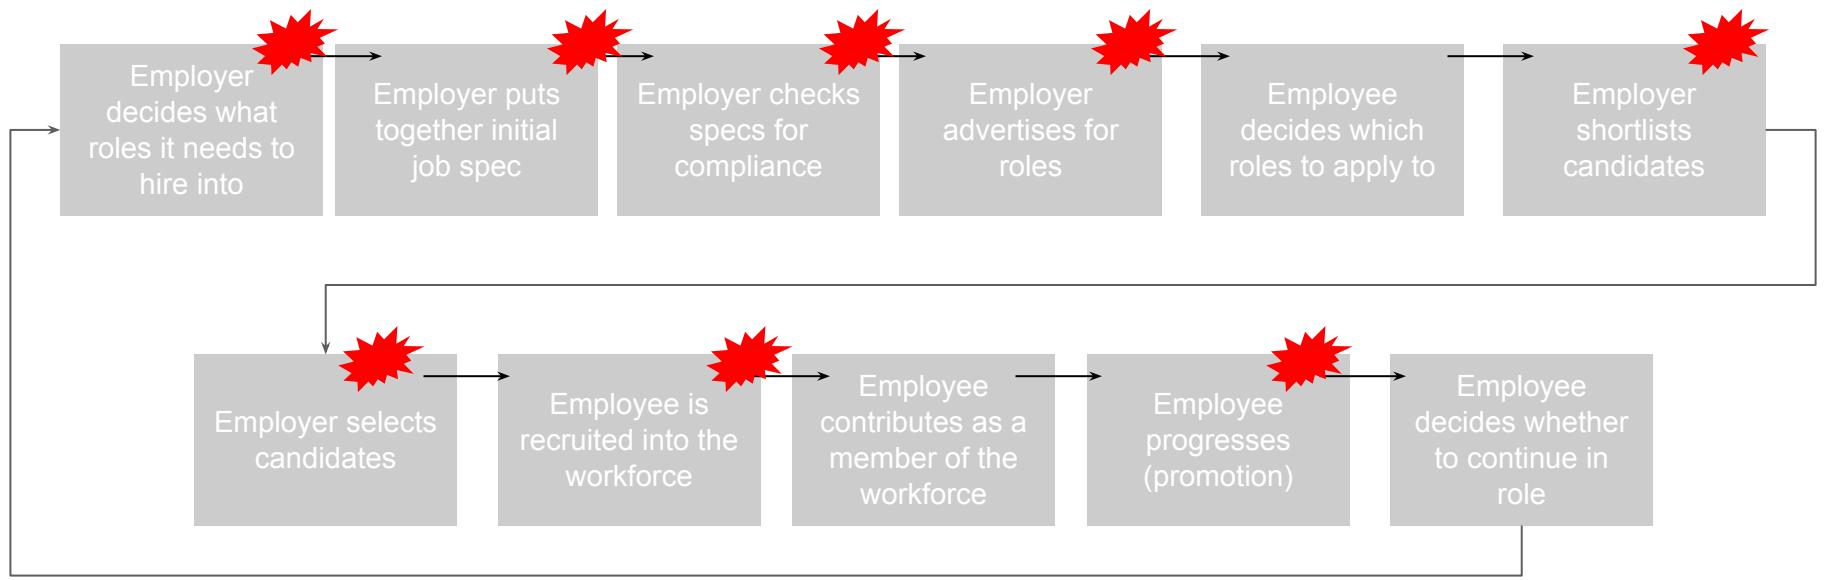 Employer
decides what
roles it needs to
hire into
Employer puts
together initial
job spec
Employer checks
specs for
compliance
Employer
advertises for
roles
Employee
decides which
roles to apply to
Employer
shortlists
candidates
Employer selects
candidates
Employee is
recruited into the
workforce
Employee
contributes as a
member of the
workforce
Employee
progresses
(promotion)
Employee
decides whether
to continue in
role